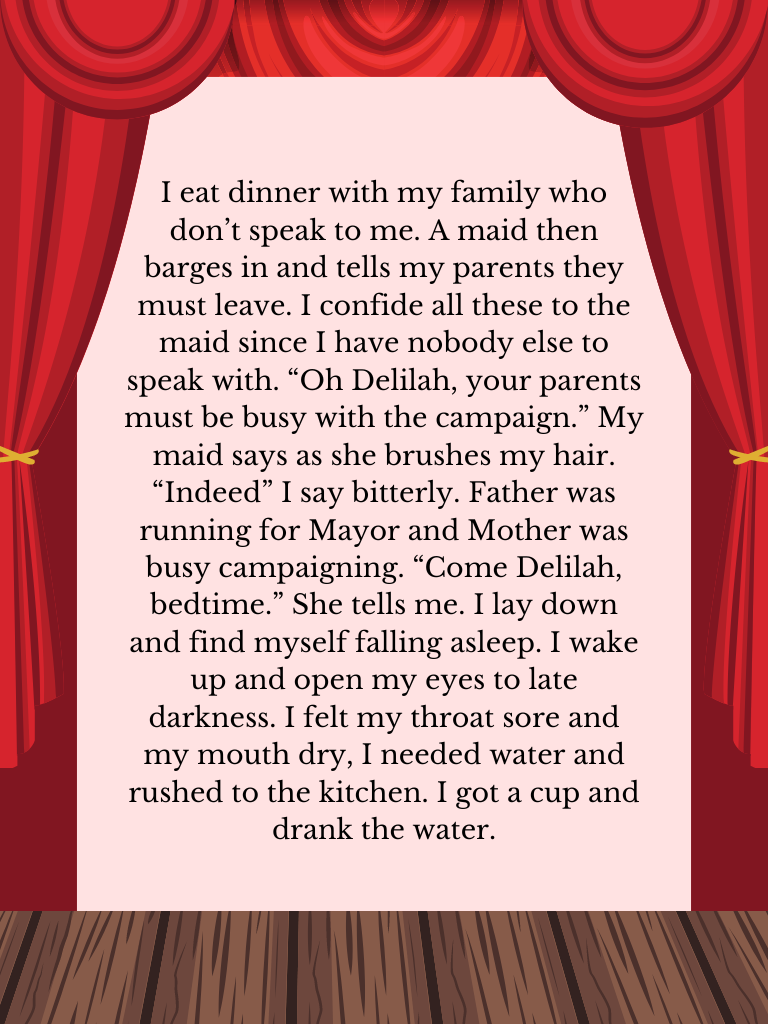 I eat dinner with my family who
don’t speak to me. A maid then
barges in and tells my parents they
must leave. I confide all these to the
maid since I have nobody else to
speak with. “Oh Delilah, your parents
must be busy with the campaign.” My
maid says as she brushes my hair.
“Indeed” I say bitterly. Father was
running for Mayor and Mother was
busy campaigning. “Come Delilah,
bedtime.” She tells me. I lay down
and find myself falling asleep. I wake
up and open my eyes to late
darkness. I felt my throat sore and
my mouth dry, I needed water and
rushed to the kitchen. I got a cup and
drank the water.